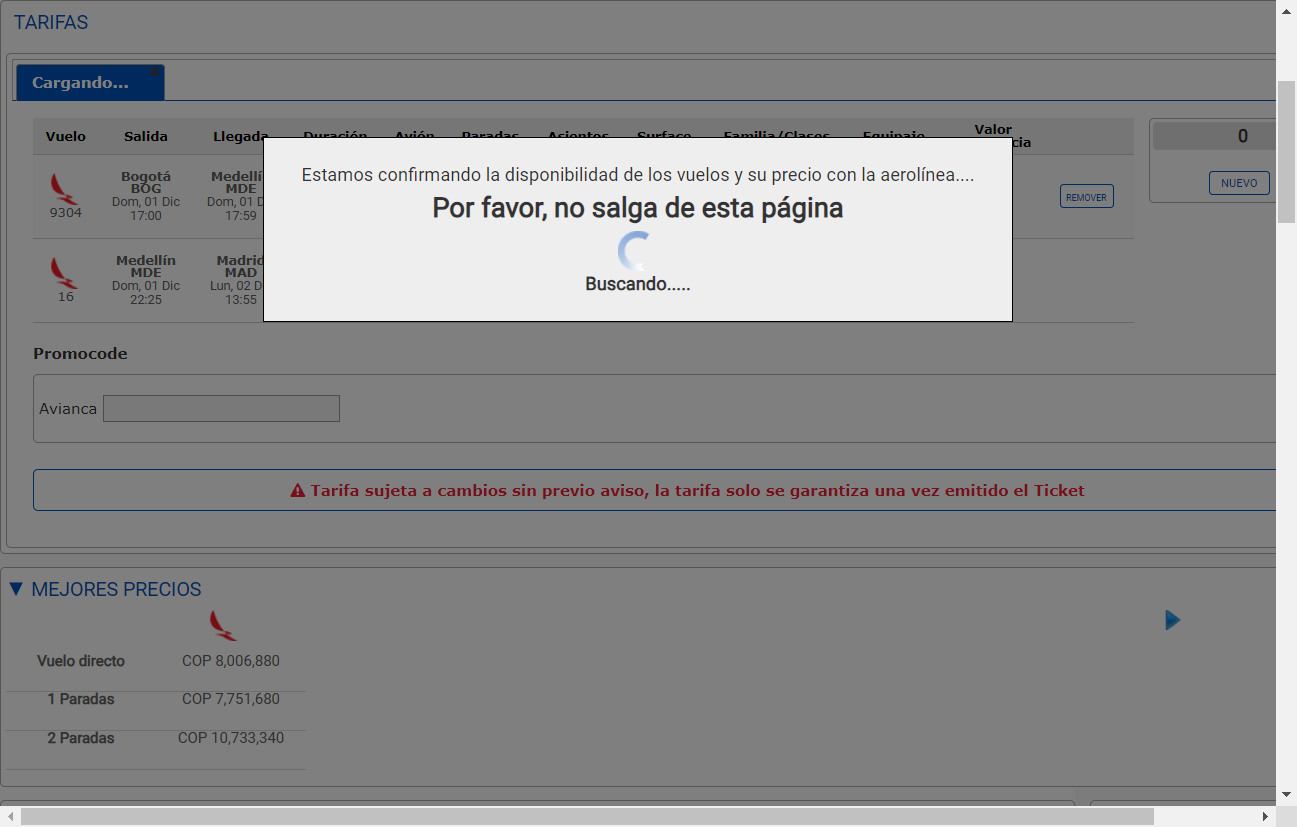 TARIFAS
Cargando...
Vuelo Salida Llegada Duración Avión Paradas Asientos Surface Familia/Clases Equipaje Valor
0
Bogotá Medellí
BOG MDE
9304 Dom, 01 Dic Dom, 01 D
17:00 17:59
Estamos confirmando la disponibilidad de los vuelos y su precio con la aerolínea....
Por favor, no salga de esta página
Buscando.....
REMOVER
NUEVO
Medellín Madrid
MDE MAD
16 Dom, 01 Dic Lun, 02 D
22:25 13:55
Promocode
Avianca
Tarifa sujeta a cambios sin previo aviso, la tarifa solo se garantiza una vez emitido el Ticket
▼ MEJORES PRECIOS
Vuelo directo COP 8,006,880
1 Paradas COP 7,751,680
2 Paradas COP 10,733,340